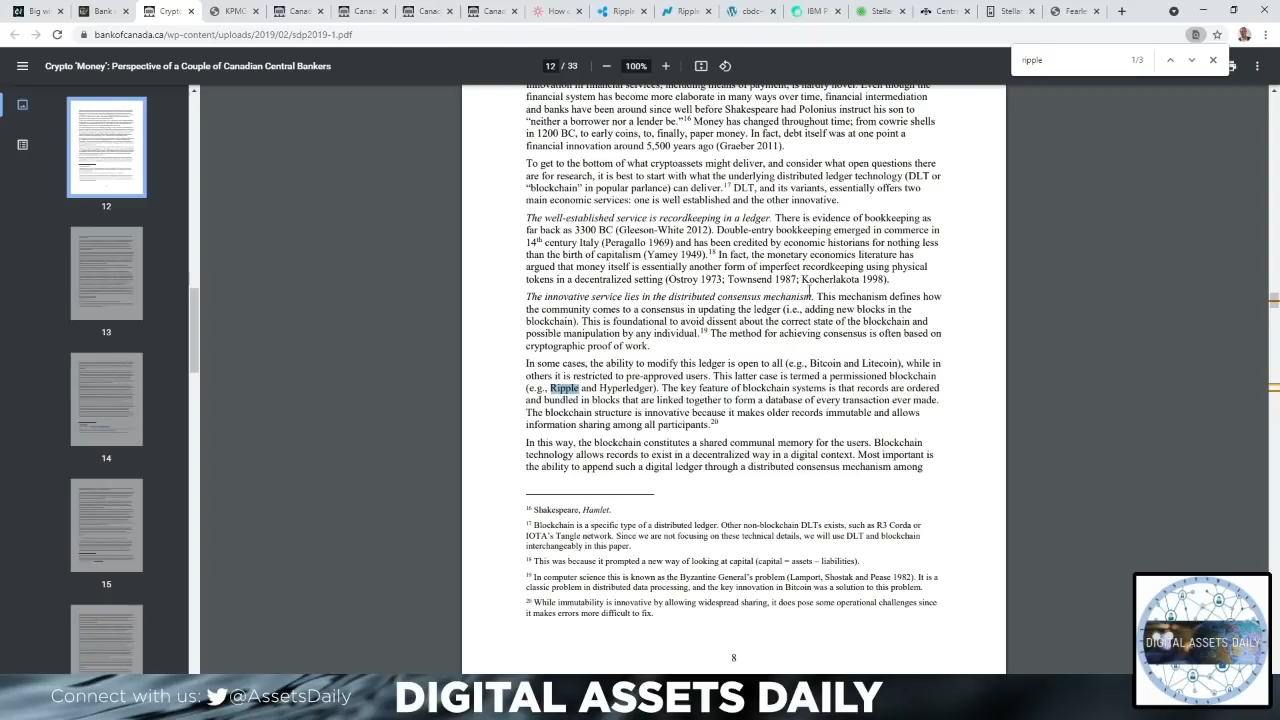 Big wi
Bank
Crypto
KPMG
Canad
Canad
Canad
Canad
How c
Ripple
Ripple
cbdc-
IBM P
Stellar
Centra
Stellar
Fearle
bankofcanada.ca/wp-content/uploads/2019/02/sdp2019-1.pdf
Crypto 'Money': Perspective of a Couple of Canadian Central Bankers
12 / 33
100%
ripple
1/3
innovation in financial services, including means of payment, is hardly novel. Even though the
financial system has become more elaborate in many ways over time, financial intermediation
and banks have been around since well before Shakespeare had Polonius instruct his son to
“neither a borrower nor a lender be.”16 Money has changed throughout time; from cowrie shells
in 1200 BC, to early coins, to, finally, paper money. In fact, debt itself was at one point a
financial innovation around 5,500 years ago (Graeber 2011).
To get to the bottom of what cryptoassets might deliver, and consider what open questions there
are for research, it is best to start with what the underlying distributed ledger technology (DLT or
“blockchain” in popular parlance) can deliver.17 DLT, and its variants, essentially offers two
main economic services: one is well established and the other innovative.
The well-established service is recordkeeping in a ledger. There is evidence of bookkeeping as
far back as 3300 BC (Gleeson-White 2012). Double-entry bookkeeping emerged in commerce in
14th century Italy (Peragallo 1969) and has been credited by economic historians for nothing less
than the birth of capitalism (Yamey 1949).18 In fact, the monetary economics literature has
argued that money itself is essentially another form of imperfect recordkeeping using physical
tokens in a decentralized setting (Ostroy 1973; Townsend 1987; Kocherlakota 1998).
The innovative service lies in the distributed consensus mechanism. This mechanism defines how
the community comes to a consensus in updating the ledger (i.e., adding new blocks in the
blockchain). This is foundational to avoid dissent about the correct state of the blockchain and
possible manipulation by any individual.19 The method for achieving consensus is often based on
cryptographic proof of work.
In some cases, the ability to modify this ledger is open to all (e.g., Bitcoin and Litecoin), while in
others it is restricted to pre-approved users. This latter case is termed a permissioned blockchain
(e.g., Ripple and Hyperledger). The key feature of blockchain systems is that records are ordered
and bundled in blocks that are linked together to form a database of every transaction ever made.
The blockchain structure is innovative because it makes older records immutable and allows
information sharing among all participants.20
In this way, the blockchain constitutes a shared communal memory for the users. Blockchain
technology allows records to exist in a decentralized way in a digital context. Most important is
the ability to append such a digital ledger through a distributed consensus mechanism among
16 Shakespeare, Hamlet.
17 Blockchain is a specific type of a distributed ledger. Other non-blockchain DLTs exists, such as R3 Corda or
IOTA’s Tangle network. Since we are not focusing on these technical details, we will use DLT and blockchain
interchangeably in this paper.
18 This was because it prompted a new way of looking at capital (capital = assets – liabilities).
19 In computer science this is known as the Byzantine General’s problem (Lamport, Shostak and Pease 1982). It is a
classic problem in distributed data processing, and the key innovation in Bitcoin was a solution to this problem.
20 While immutability is innovative by allowing widespread sharing, it does pose some operational challenges since
it makes errors more difficult to fix.
8
12
13
14
15
DIGITAL ASSETS DAILY
Connect with us: @AssetsDaily
DIGITAL ASSETS DAILY